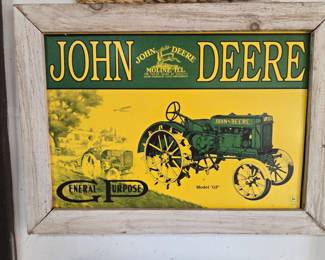 JOHN DEERE
JOHN DEERE
MOLINE, ILL.
JOHN DEERE
GENERAL PURPOSE
Model "GP"